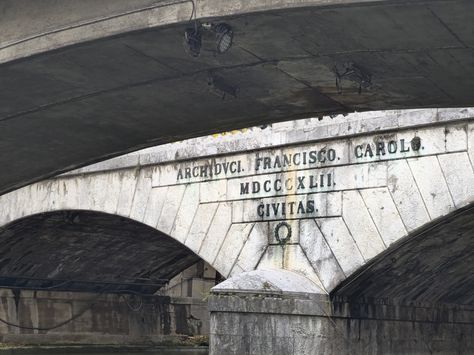 ARCHIDVCI. FRANCISCO. CAROLO.
MDCCCXLII.
CIVITAS.